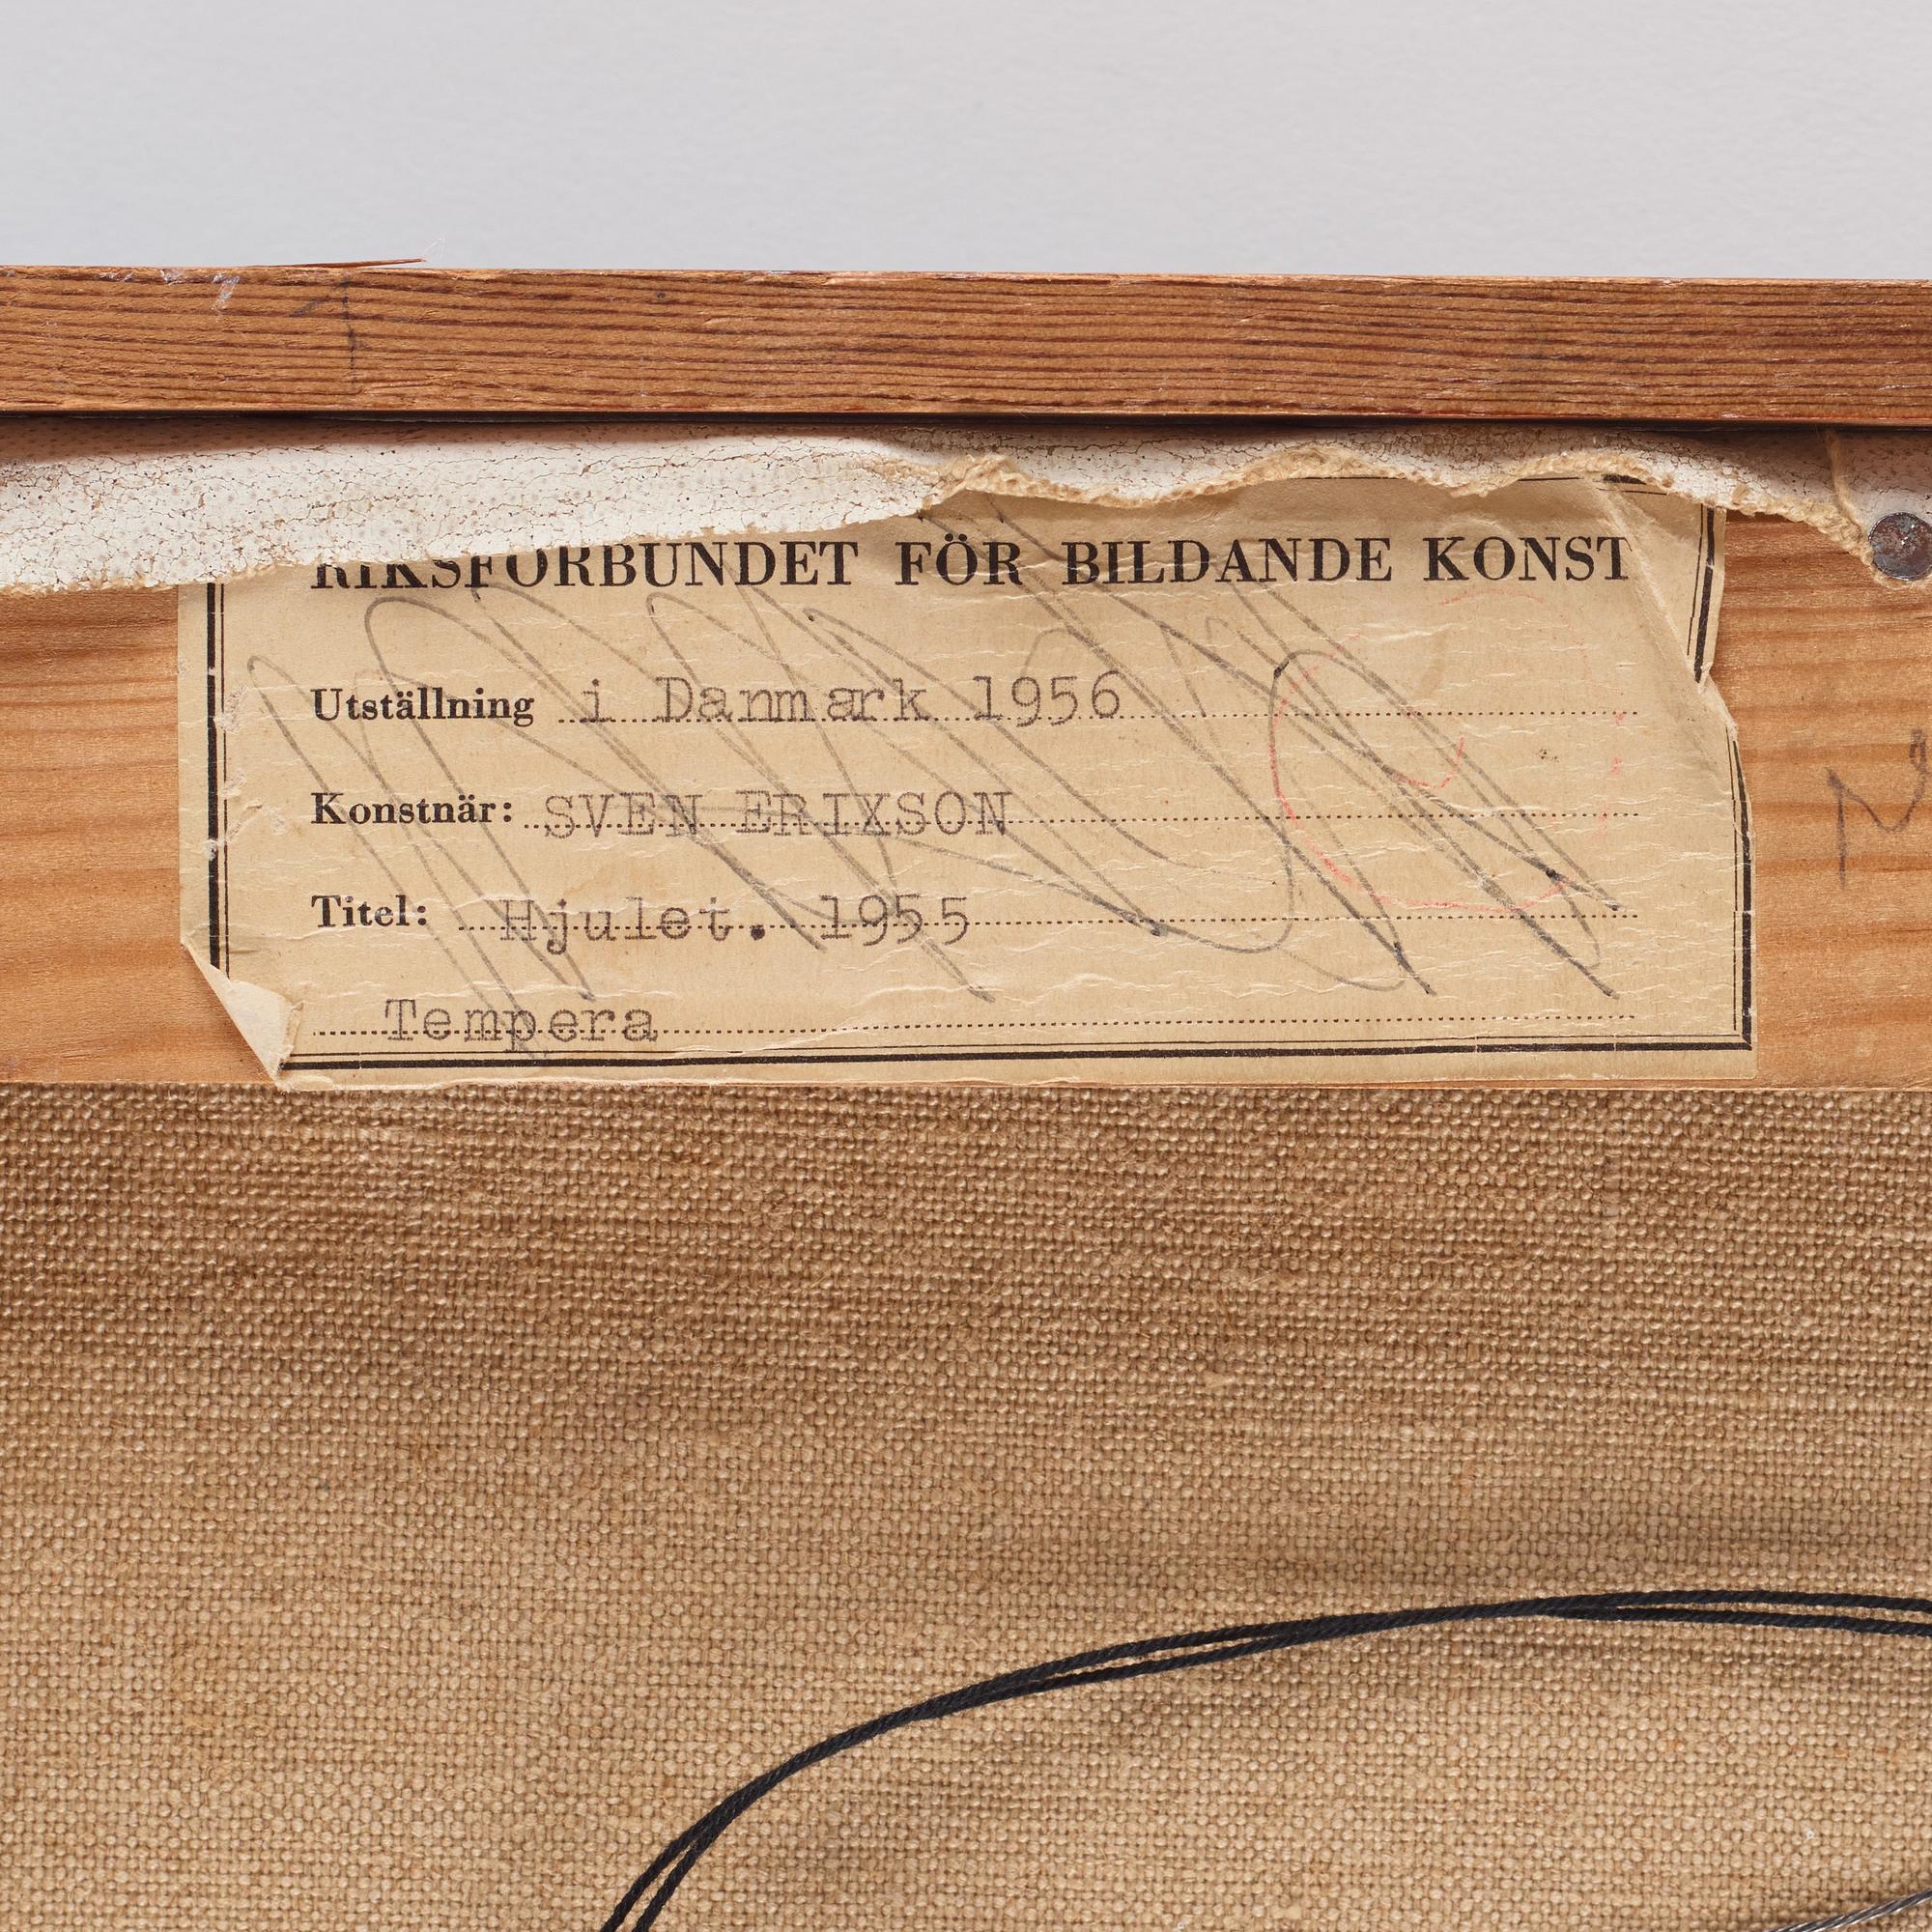 RIKSFÖRBUNDET FÖR BILDANDE KONST
Utställning i Danmark 1956
Konstnär: SVEN ERIXSON
Titel: Hjulet. 1955
Tempera